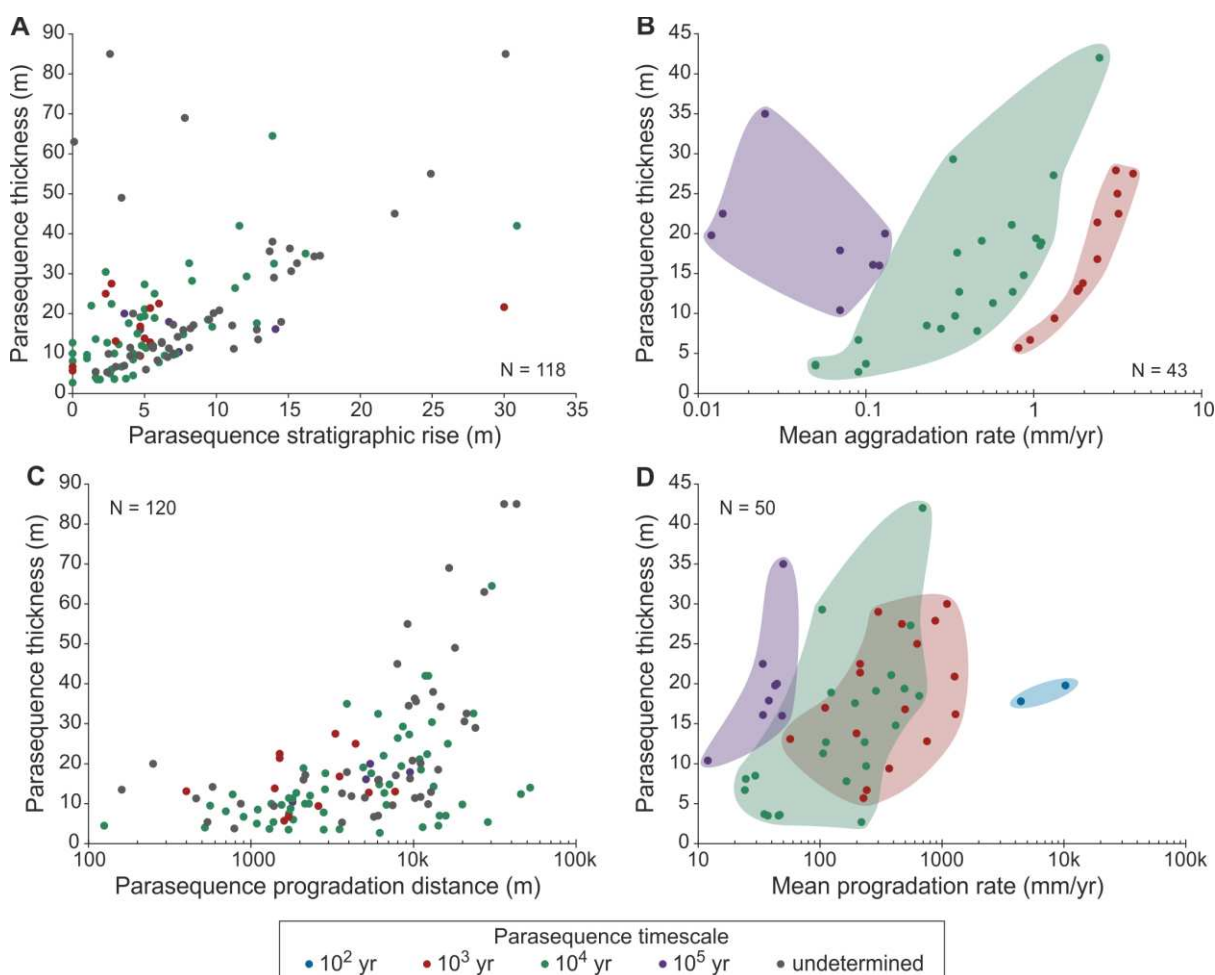 A
Parasequence thickness (m)
90
80
70
60
50
40
30
20
10
0
0 5 10 15 20 25 30 35
N = 118
Parasequence stratigraphic rise (m)
B
Parasequence thickness (m)
45
40
35
30
25
20
15
10
5
0
0.01 0.1 1 10
N = 43
Mean aggradation rate (mm/yr)
C
Parasequence thickness (m)
90
80
70
60
50
40
30
20
10
0
N = 120
100 1000 10k 100k
Parasequence progradation distance (m)
D
Parasequence thickness (m)
45
40
35
30
25
20
15
10
5
0
N = 50
10 100 1000 10k 100k
Mean progradation rate (mm/yr)
Parasequence timescale
10² yr 10³ yr 10⁴ yr 10⁵ yr undetermined